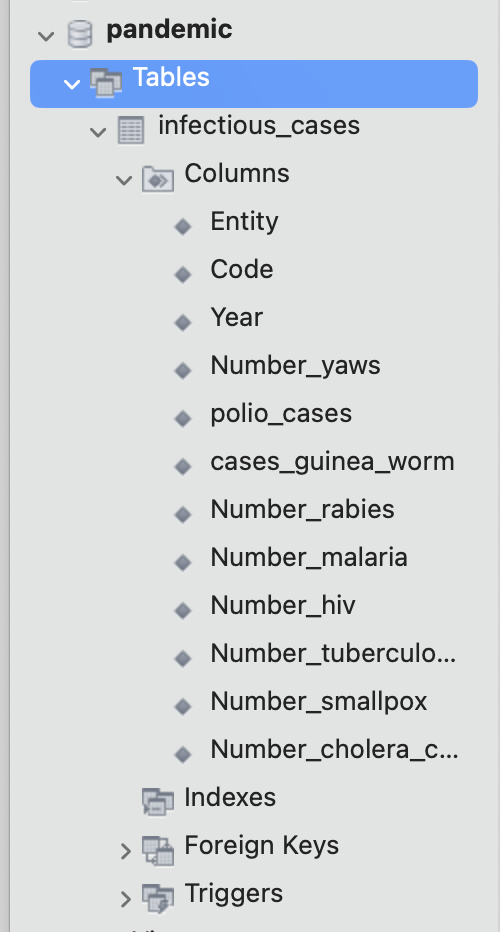 pandemic
Tables
infectious_cases
Columns
Entity
Code
Year
Number_yaws
polio_cases
cases_guinea_worm
Number_rabies
Number_malaria
Number_hiv
Number_tuberculo...
Number_smallpox
Number_cholera_c...
Indexes
Foreign Keys
Triggers